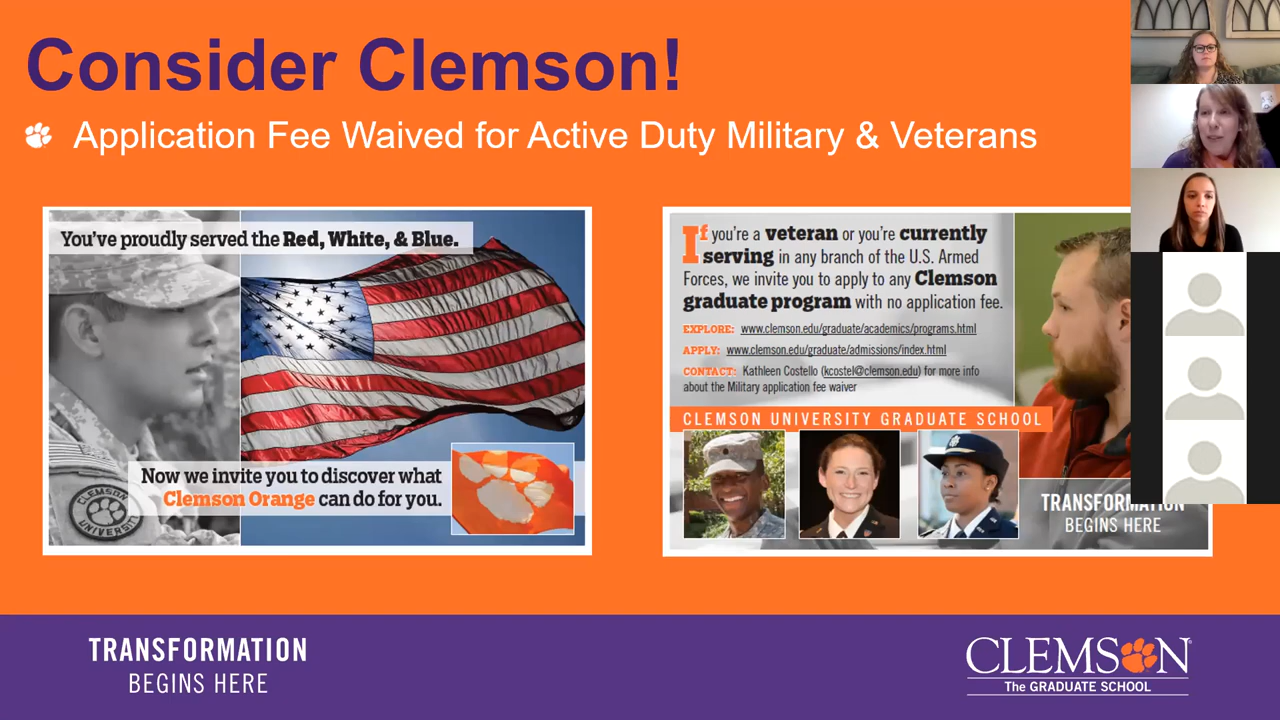 Consider Clemson!
Application Fee Waived for Active Duty Military & Veterans
You've proudly served the Red, White, & Blue.
Now we invite you to discover what
Clemson Orange can do for you.
CLEMSON
UNIVERSITY
If you're a veteran or you're currently
serving in any branch of the U.S. Armed
Forces, we invite you to apply to any Clemson
graduate program with no application fee.
EXPLORE: www.clemson.edu/graduate/academics/programs.html
APPLY: www.clemson.edu/graduate/admissions/index.html
CONTACT: Kathleen Costello (kcostel@clemson.edu) for more info
about the Military application fee waiver
CLEMSON UNIVERSITY GRADUATE SCHOOL
TRANSFORMATION
BEGINS HERE
TRANSFORMATION
BEGINS HERE
CLEMSON
The GRADUATE SCHOOL